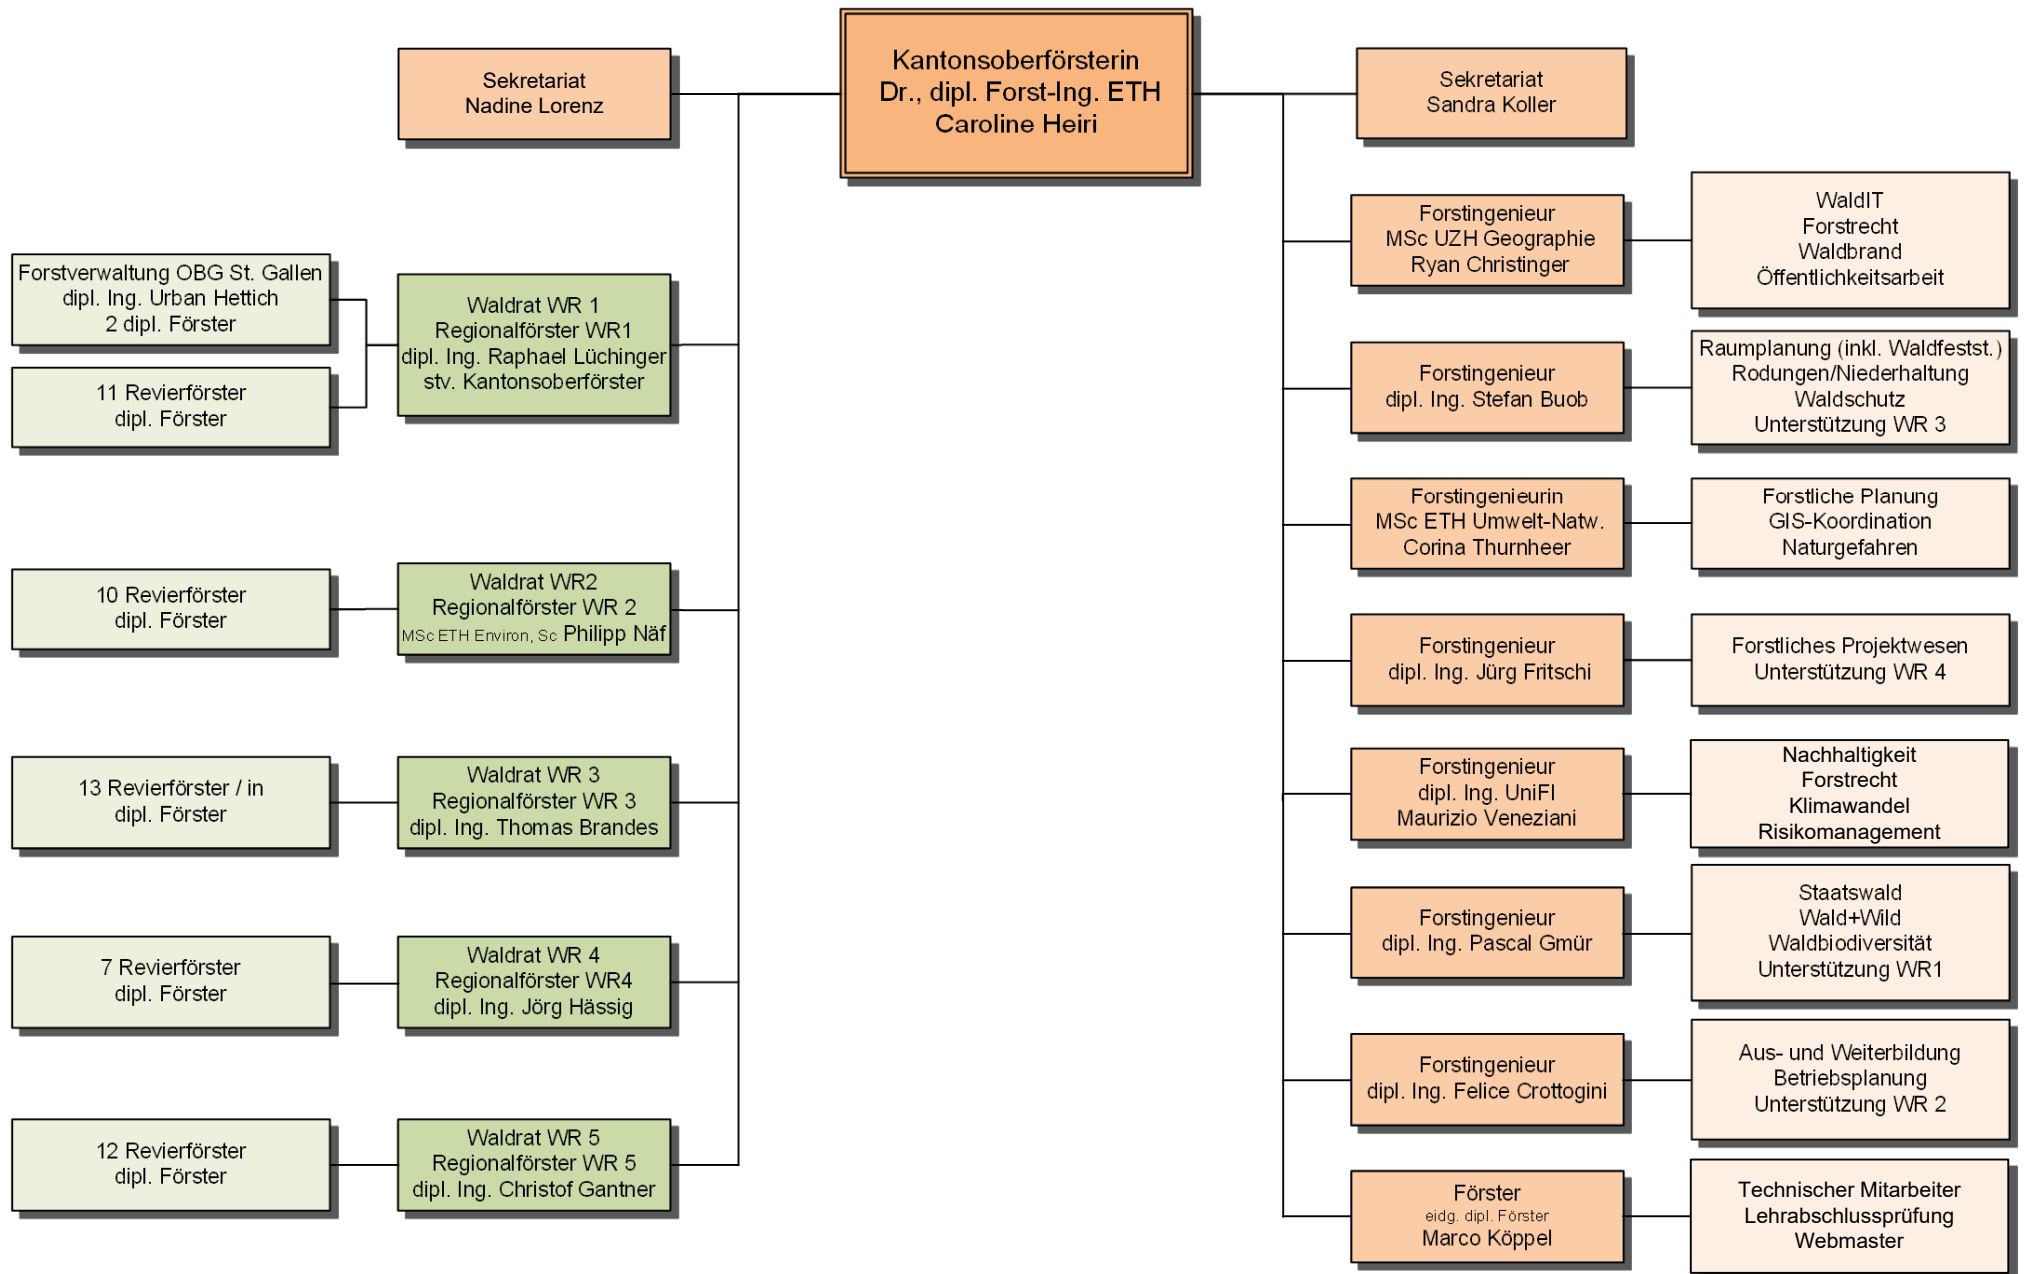 Kantonsoberförsterin
Dr., dipl. Forst-Ing. ETH
Caroline Heiri
Sekretariat
Nadine Lorenz
Sekretariat
Sandra Koller
Forstverwaltung OBG St. Gallen
dipl. Ing. Urban Hettich
2 dipl. Förster
11 Revierförster
dipl. Förster
Waldrat WR 1
Regionalförster WR1
dipl. Ing. Raphael Lüchinger
stv. Kantonsoberförster
10 Revierförster
dipl. Förster
Waldrat WR2
Regionalförster WR 2
MSc ETH Environ, Sc Philipp Näf
13 Revierförster / in
dipl. Förster
Waldrat WR 3
Regionalförster WR 3
dipl. Ing. Thomas Brandes
7 Revierförster
dipl. Förster
Waldrat WR 4
Regionalförster WR4
dipl. Ing. Jörg Hässig
12 Revierförster
dipl. Förster
Waldrat WR 5
Regionalförster WR 5
dipl. Ing. Christof Gantner
Forstingenieur
MSc UZH Geographie
Ryan Christinger
WaldIT
Forstrecht
Waldbrand
Öffentlichkeitsarbeit
Forstingenieur
dipl. Ing. Stefan Buob
Raumplanung (inkl. Waldfestst.)
Rodungen/Niederhaltung
Waldschutz
Unterstützung WR 3
Forstingenieurin
MSc ETH Umwelt-Natw.
Corina Thurnheer
Forstliche Planung
GIS-Koordination
Naturgefahren
Forstingenieur
dipl. Ing. Jürg Fritschi
Forstliches Projektwesen
Unterstützung WR 4
Forstingenieur
dipl. Ing. UniFI
Maurizio Veneziani
Nachhaltigkeit
Forstrecht
Klimawandel
Risikomanagement
Forstingenieur
dipl. Ing. Pascal Gmür
Staatswald
Wald+Wild
Waldbiodiversität
Unterstützung WR1
Forstingenieur
dipl. Ing. Felice Crottogini
Aus- und Weiterbildung
Betriebsplanung
Unterstützung WR 2
Förster
eidg. dipl. Förster
Marco Köppel
Technischer Mitarbeiter
Lehrabschlussprüfung
Webmaster